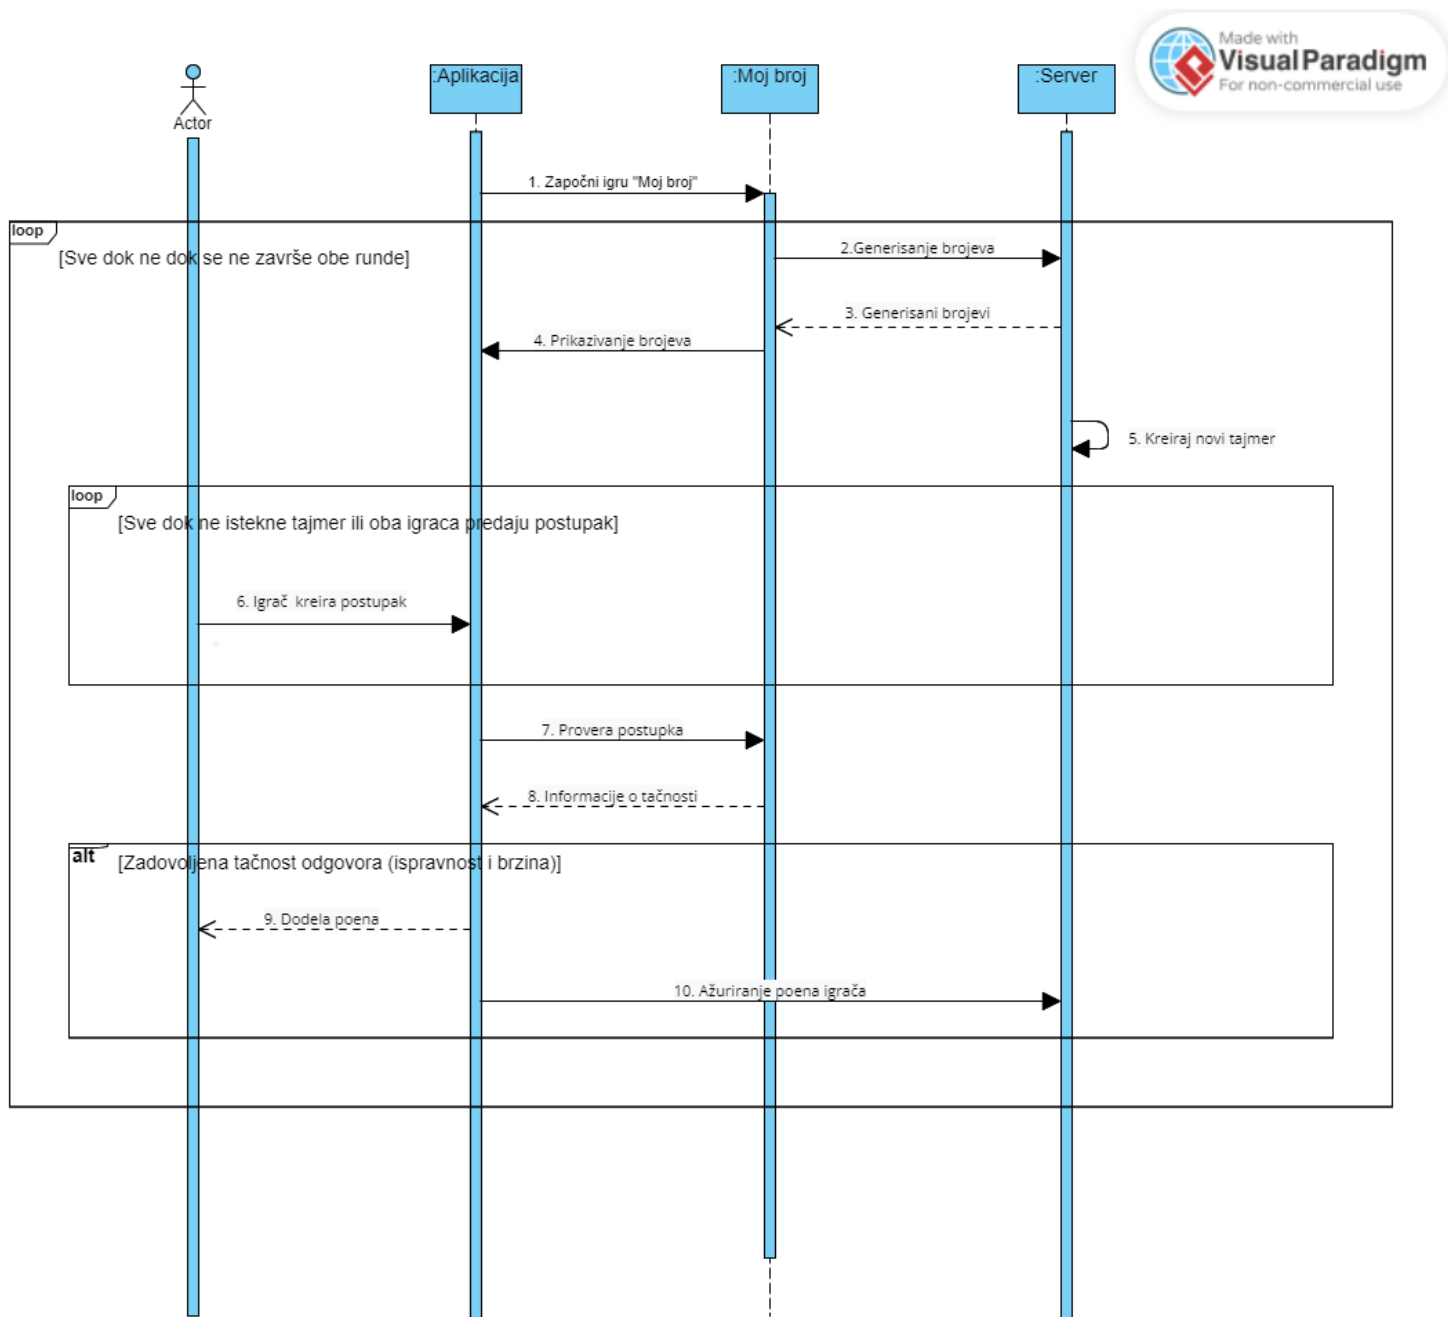 Made with
Visual Paradigm
For non-commercial use
Actor
:Aplikacija
:Moj broj
:Server
1. Započni igru "Moj broj"
loop
[Sve dok ne dok se ne završe obe runde]
2.Generisanje brojeva
3. Generisani brojevi
4. Prikazivanje brojeva
5. Kreiraj novi tajmer
loop
[Sve dok ne istekne tajmer ili oba igraca predaju postupak]
6. Igrač kreira postupak
7. Provera postupka
8. Informacije o tačnosti
alt
[Zadovoljena tačnost odgovora (ispravnost i brzina)]
9. Dodela poena
10. Ažuriranje poena igrača